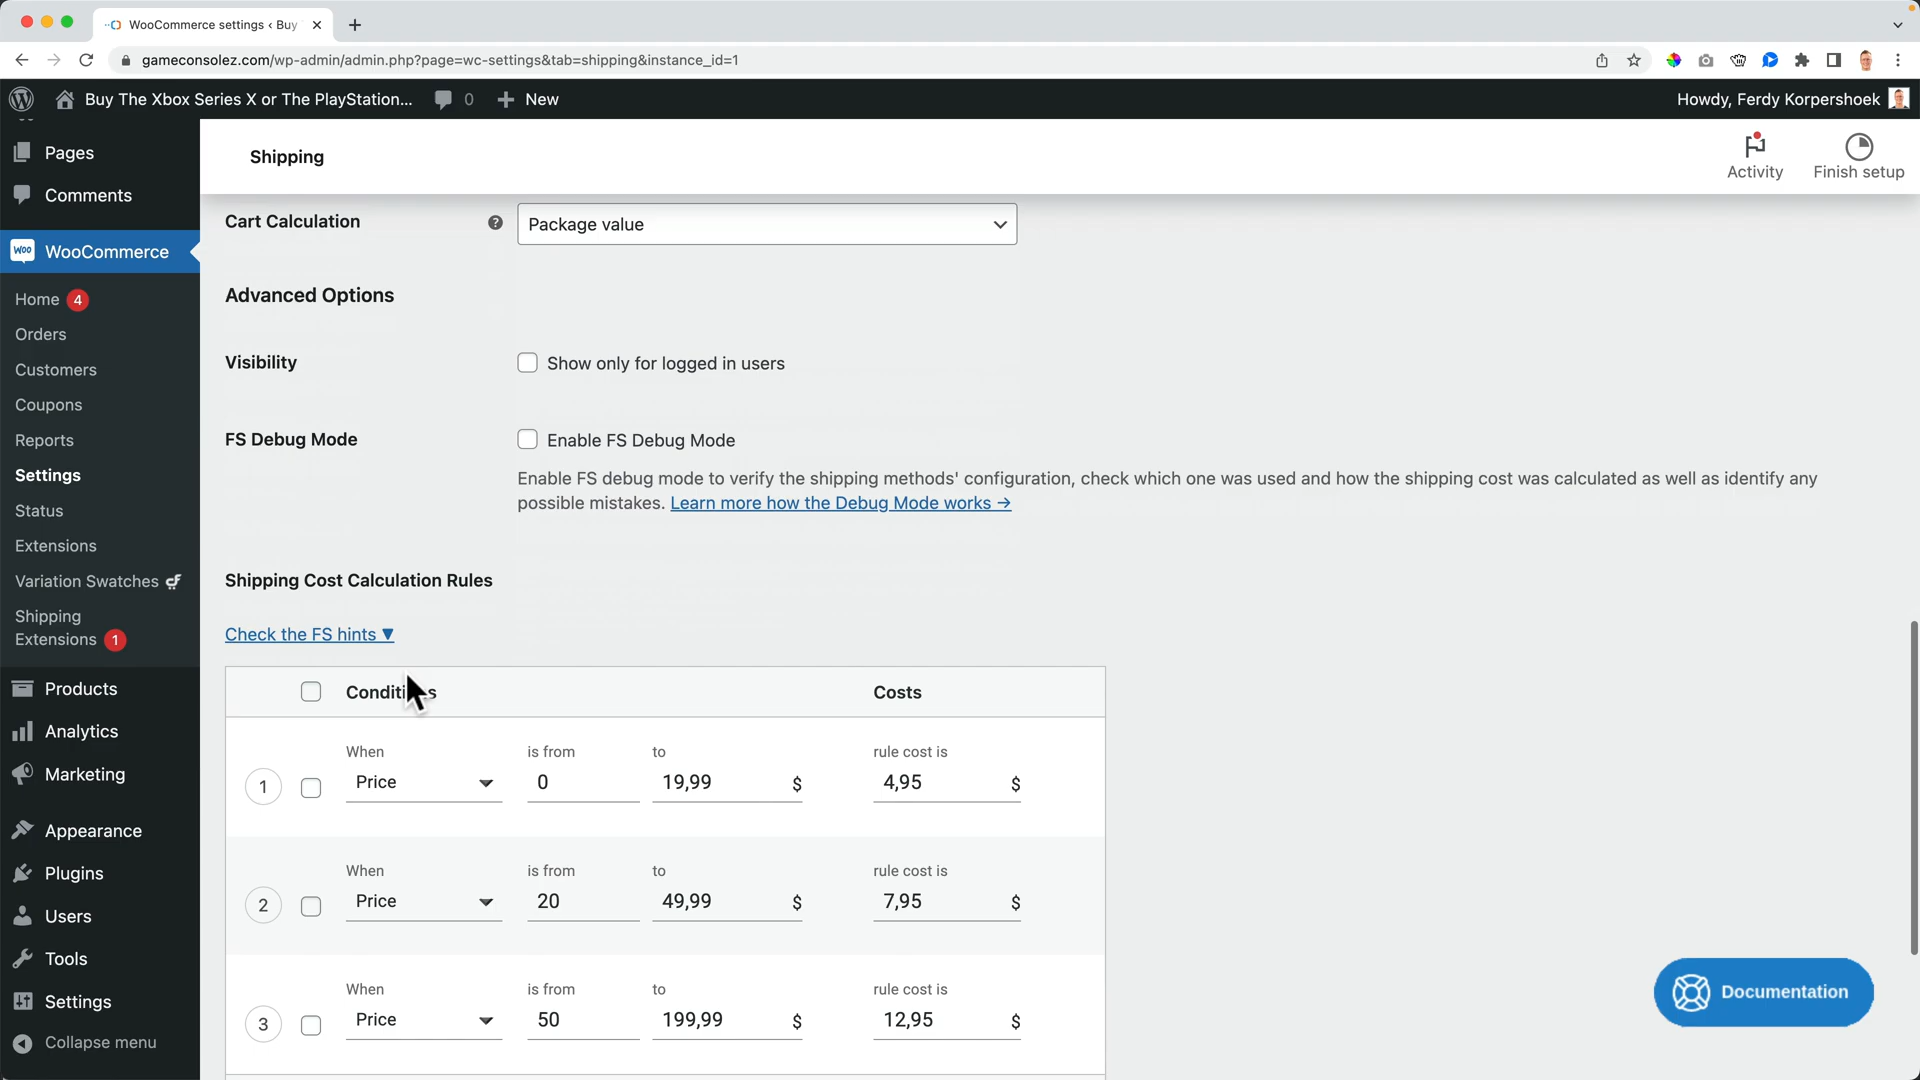 WooCommerce settings ‹ Buy
gameconsolez.com/wp-admin/admin.php?page=wc-settings&tab=shipping&instance_id=1
Buy The Xbox Series X or The PlayStation... 0 New Howdy, Ferdy Korpershoek
Pages
Comments
WOO WooCommerce
Home 4
Orders
Customers
Coupons
Reports
Settings
Status
Extensions
Variation Swatches
Shipping
Extensions 1
Products
Analytics
Marketing
Appearance
Plugins
Users
Tools
Settings
Collapse menu
Shipping
Activity Finish setup
Cart Calculation ? Package value
Advanced Options
Visibility Show only for logged in users
FS Debug Mode Enable FS Debug Mode
Enable FS debug mode to verify the shipping methods' configuration, check which one was used and how the shipping cost was calculated as well as identify any
possible mistakes. Learn more how the Debug Mode works →
Shipping Cost Calculation Rules
Check the FS hints ▼
Conditions Costs
When is from to rule cost is
1 Price 0 19,99 $ 4,95 $
When is from to rule cost is
2 Price 20 49,99 $ 7,95 $
When is from to rule cost is
3 Price 50 199,99 $ 12,95 $
Documentation